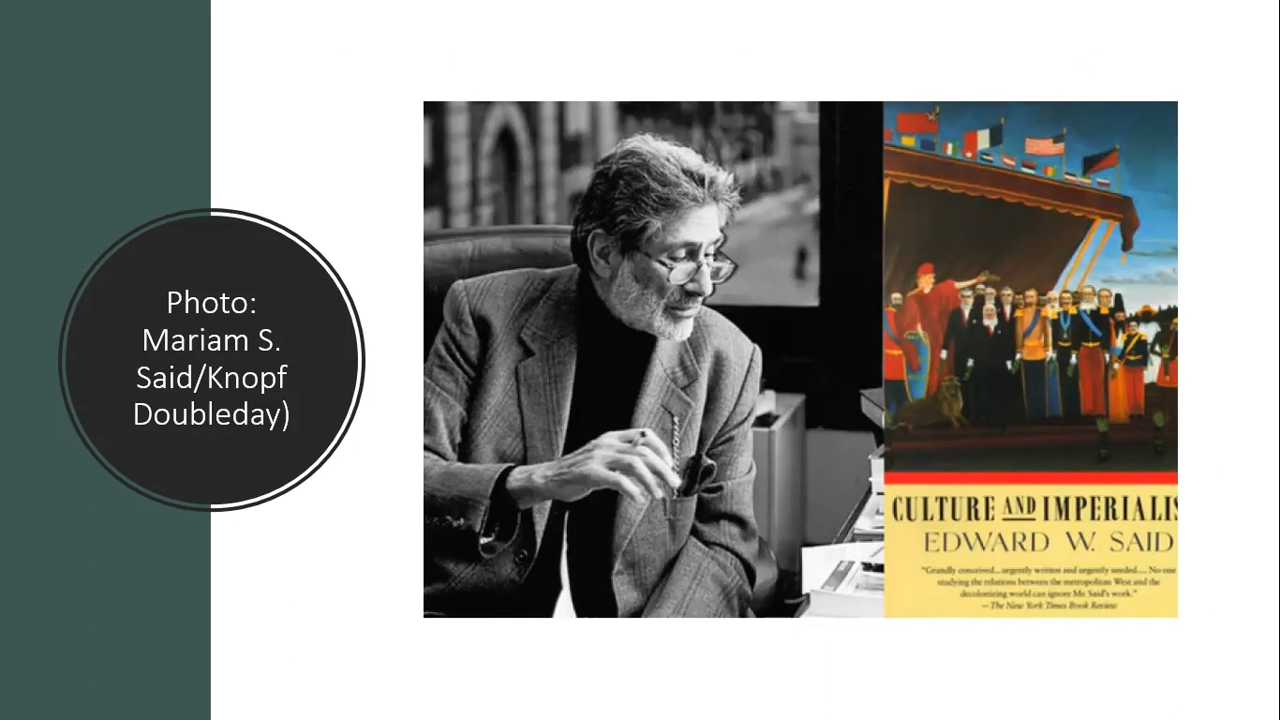 Photo:
Mariam S.
Said/Knopf
Doubleday)
CULTURE AND IMPERIALIS
EDWARD W. SAID
"Grandly conceived...urgently written and urgently needed.... No one
studying the relations between the metropolitan West and the
decolonizing world can ignore Mr. Said's work."
—The New York Times Book Review